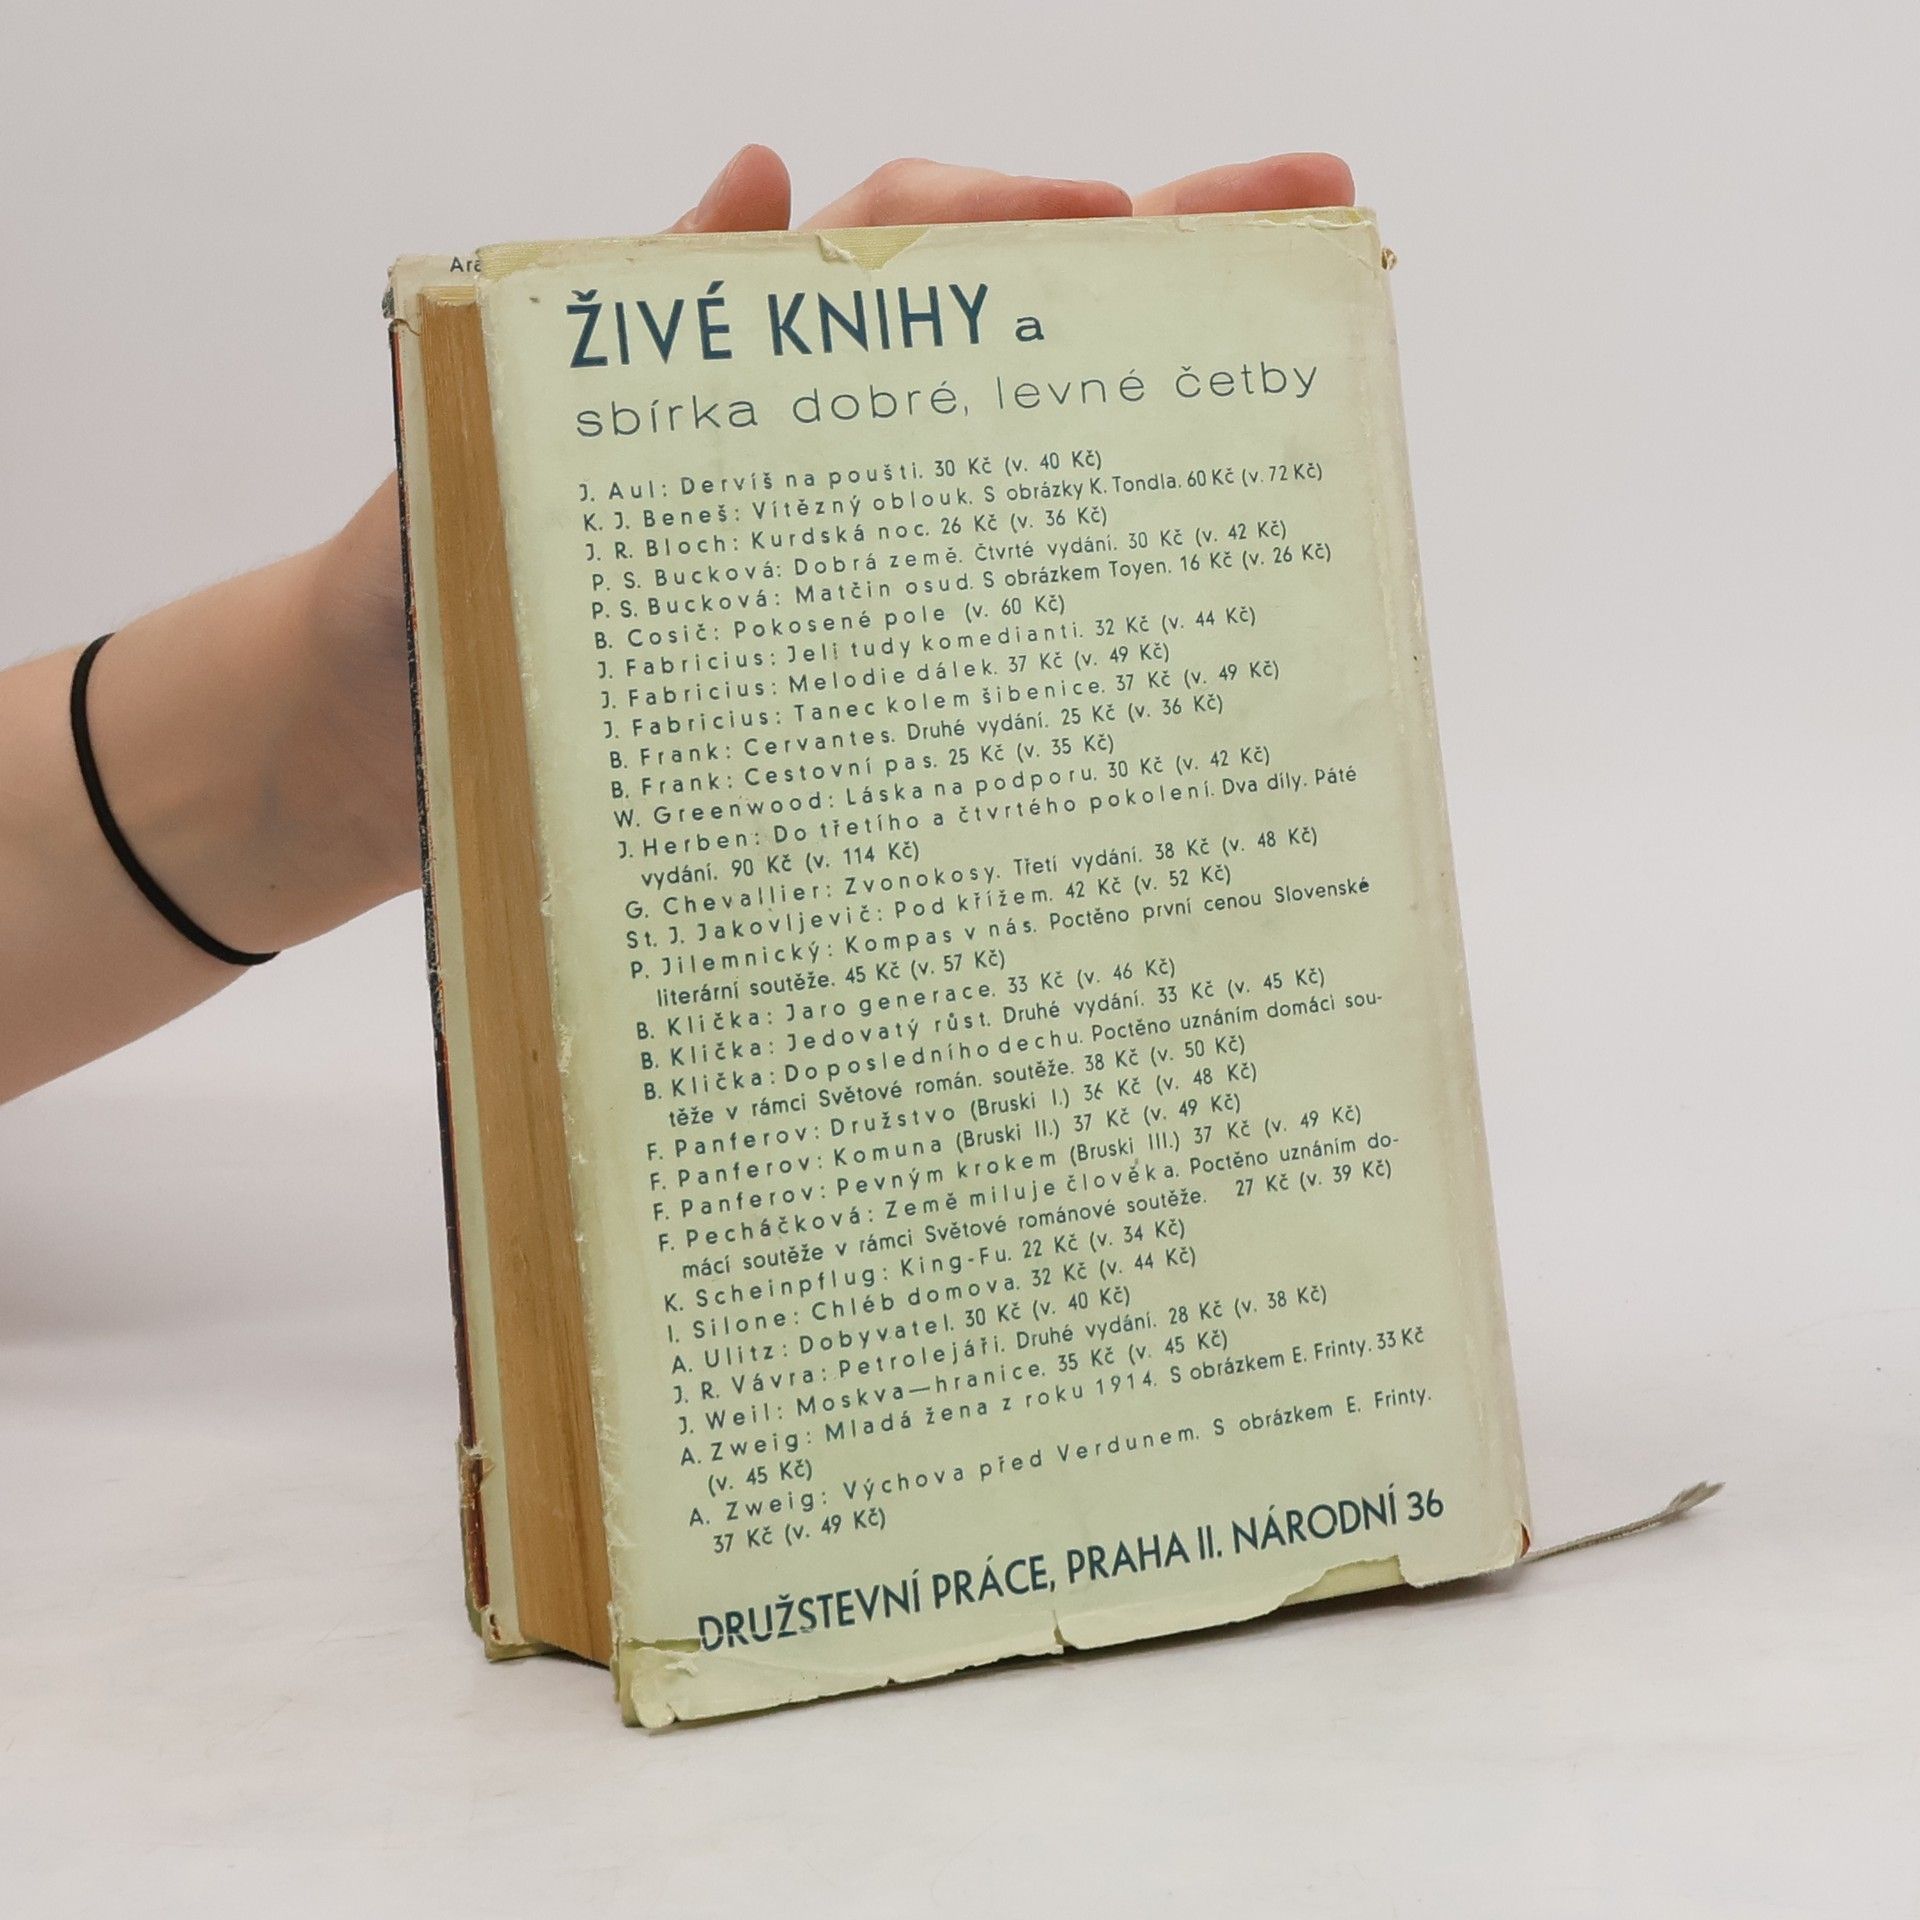 ŽIVÉ KNIHY a
sbírka dobré, levné četby
J. Aul: Dervíš na poušti. 30 Kč (v. 40 Kč)
K. J. Beneš: Vítězný oblouk. S obrázky K. Tondla. 60 Kč (v. 72 Kč)
J. R. Bloch: Kurdská noc. 26 Kč (v. 36 Kč)
P. S. Bucková: Dobrá země. Čtvrté vydání. 30 Kč (v. 42 Kč)
P. S. Bucková: Matčin osud. S obrázkem Toyen. 16 Kč (v. 26 Kč)
B. Cosič: Pokosené pole (v. 60 Kč)
J. Fabricius: Jeli tudy komedianti. 32 Kč (v. 44 Kč)
J. Fabricius: Melodie dálek. 37 Kč (v. 49 Kč)
J. Fabricius: Tanec kolem šibenice. 37 Kč (v. 49 Kč)
B. Frank: Cervantes. Druhé vydání. 25 Kč (v. 36 Kč)
B. Frank: Cestovní pas. 25 Kč (v. 35 Kč)
W. Greenwood: Láska na podporu. 30 Kč (v. 42 Kč)
J. Herben: Do třetího a čtvrtého pokolení. Dva díly. Páté
vydání. 90 Kč (v. 114 Kč)
G. Chevallier: Zvonokosy. Třetí vydání. 38 Kč (v. 48 Kč)
St. J. Jakovljevič: Pod křížem. 42 Kč (v. 52 Kč)
P. Jilemnický: Kompas v nás. Poctěno první cenou Slovenské
literární soutěže. 45 Kč (v. 57 Kč)
B. Klička: Jaro generace. 33 Kč (v. 46 Kč)
B. Klička: Jedovatý růst. Druhé vydání. 33 Kč (v. 45 Kč)
B. Klička: Do posledního dechu. Poctěno uznáním domácí sou-
těže v rámci Světové román. soutěže. 38 Kč (v. 50 Kč)
F. Panferov: Družstvo (Bruski I.) 36 Kč (v. 48 Kč)
F. Panferov: Komuna (Bruski II.) 37 Kč (v. 49 Kč)
F. Panferov: Pevným krokem (Bruski III.) 37 Kč (v. 49 Kč)
F. Pecháčková: Země miluje člověka. Poctěno uznáním do-
mácí soutěže v rámci Světové románové soutěže. 27 Kč (v. 39 Kč)
K. Scheinpflug: King-Fu. 22 Kč (v. 34 Kč)
I. Silone: Chléb domova. 32 Kč (v. 44 Kč)
A. Ulitz: Dobyvatel. 30 Kč (v. 40 Kč)
J. R. Vávra: Petrolejáři. Druhé vydání. 28 Kč (v. 38 Kč)
J. Weil: Moskva—hranice. 35 Kč (v. 45 Kč)
A. Zweig: Mladá žena z roku 1914. S obrázkem E. Frinty. 33 Kč
(v. 45 Kč)
A. Zweig: Výchova před Verdunem. S obrázkem E. Frinty.
37 Kč (v. 49 Kč)
DRUŽSTEVNÍ PRÁCE, PRAHA II. NÁRODNÍ 36